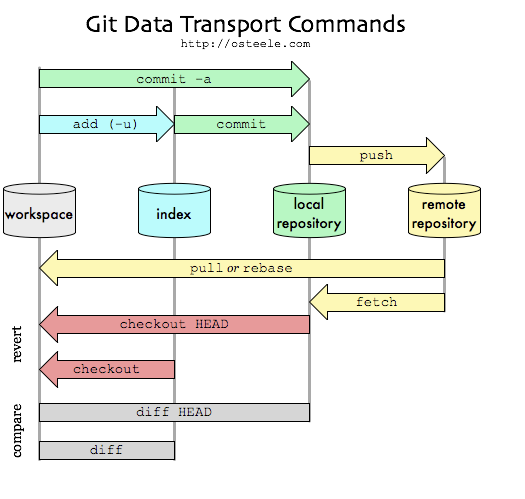 Git Data Transport Commands
http://osteele.com
commit -a
add (-u)
commit
push
workspace
index
local
repository
remote
repository
pull or rebase
fetch
revert
checkout HEAD
checkout
compare
diff HEAD
diff